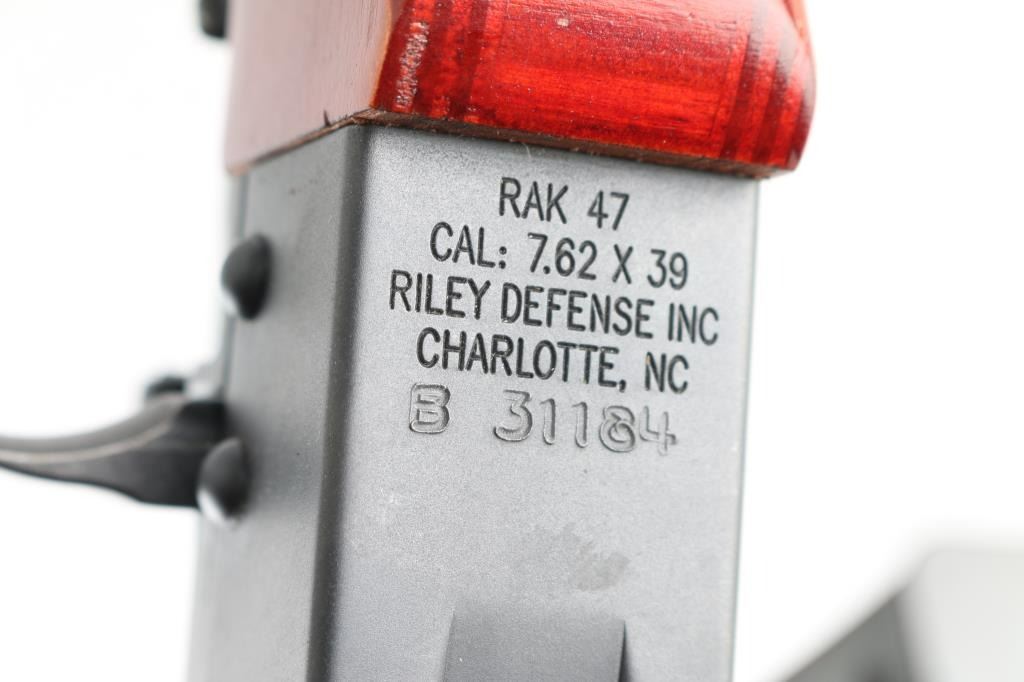 RAK 47
CAL: 7.62 X 39
RILEY DEFENSE INC
CHARLOTTE, NC
B 31184